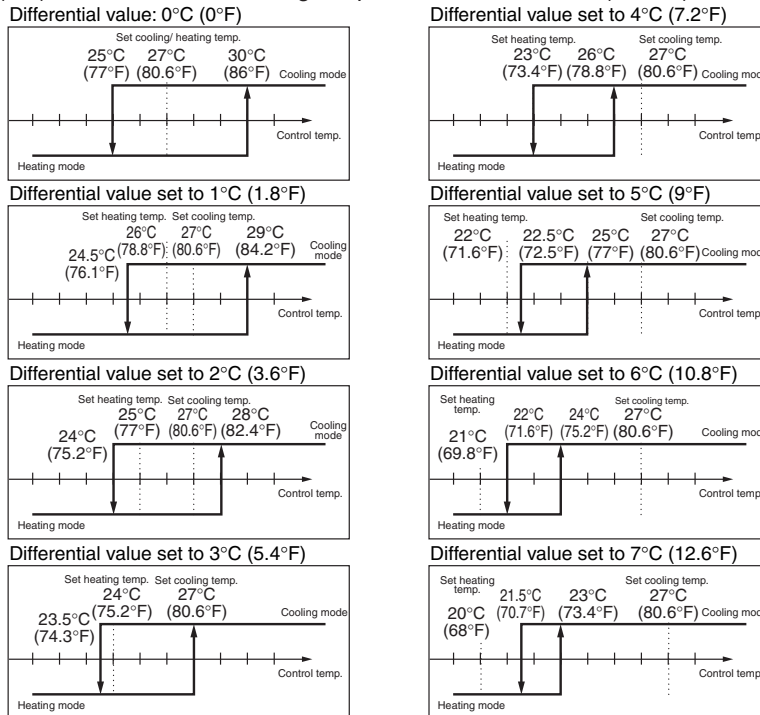 Differential value: 0°C (0°F)
Set cooling/ heating temp.
25°C 27°C 30°C
(77°F) (80.6°F) (86°F) Cooling mode
Control temp.
Heating mode
Differential value set to 1°C (1.8°F)
Set heating temp. Set cooling temp.
26°C 27°C 29°C
24.5°C (78.8°F) (80.6°F) (84.2°F) Cooling
(76.1°F) mode
Control temp.
Heating mode
Differential value set to 2°C (3.6°F)
Set heating temp. Set cooling temp.
25°C 27°C 28°C
24°C (77°F) (80.6°F) (82.4°F) Cooling
(75.2°F) mode
Control temp.
Heating mode
Differential value set to 3°C (5.4°F)
Set heating temp. Set cooling temp.
24°C 27°C
23.5°C (75.2°F) (80.6°F) Cooling mode
(74.3°F)
Control temp.
Heating mode
Differential value set to 4°C (7.2°F)
Set heating temp. Set cooling temp.
23°C 26°C 27°C
(73.4°F) (78.8°F) (80.6°F) Cooling mod
Control temp
Heating mode
Differential value set to 5°C (9°F)
Set heating temp. Set cooling temp.
22°C 22.5°C 25°C 27°C
(71.6°F) (72.5°F) (77°F) (80.6°F) Cooling mod
Control temp
Heating mode
Differential value set to 6°C (10.8°F)
Set heating Set cooling temp.
temp. 22°C 24°C 27°C
21°C (71.6°F) (75.2°F) (80.6°F) Cooling mod
(69.8°F)
Control temp
Heating mode
Differential value set to 7°C (12.6°F)
Set heating Set cooling temp.
temp. 21.5°C 23°C 27°C
20°C (70.7°F) (73.4°F) (80.6°F) Cooling mod
(68°F)
Control temp
Heating mode